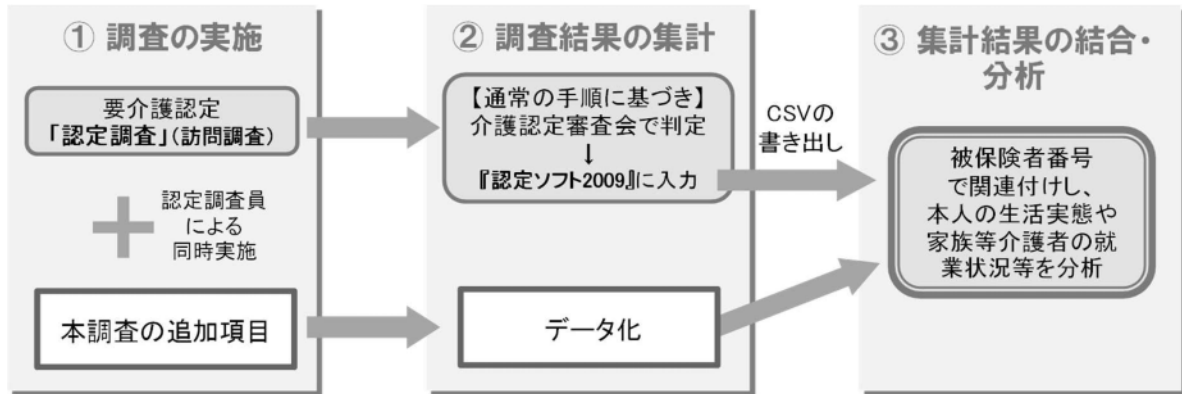 ① 調査の実施
要介護認定
「認定調査」(訪問調査)
認定調査員
による
同時実施
本調査の追加項目
② 調査結果の集計
【通常の手順に基づき】
介護認定審査会で判定
↓
『認定ソフト2009』に入力
データ化
CSVの
書き出し
③ 集計結果の結合・
分析
被保険者番号
で関連付けし、
本人の生活実態や
家族等介護者の就
業状況等を分析